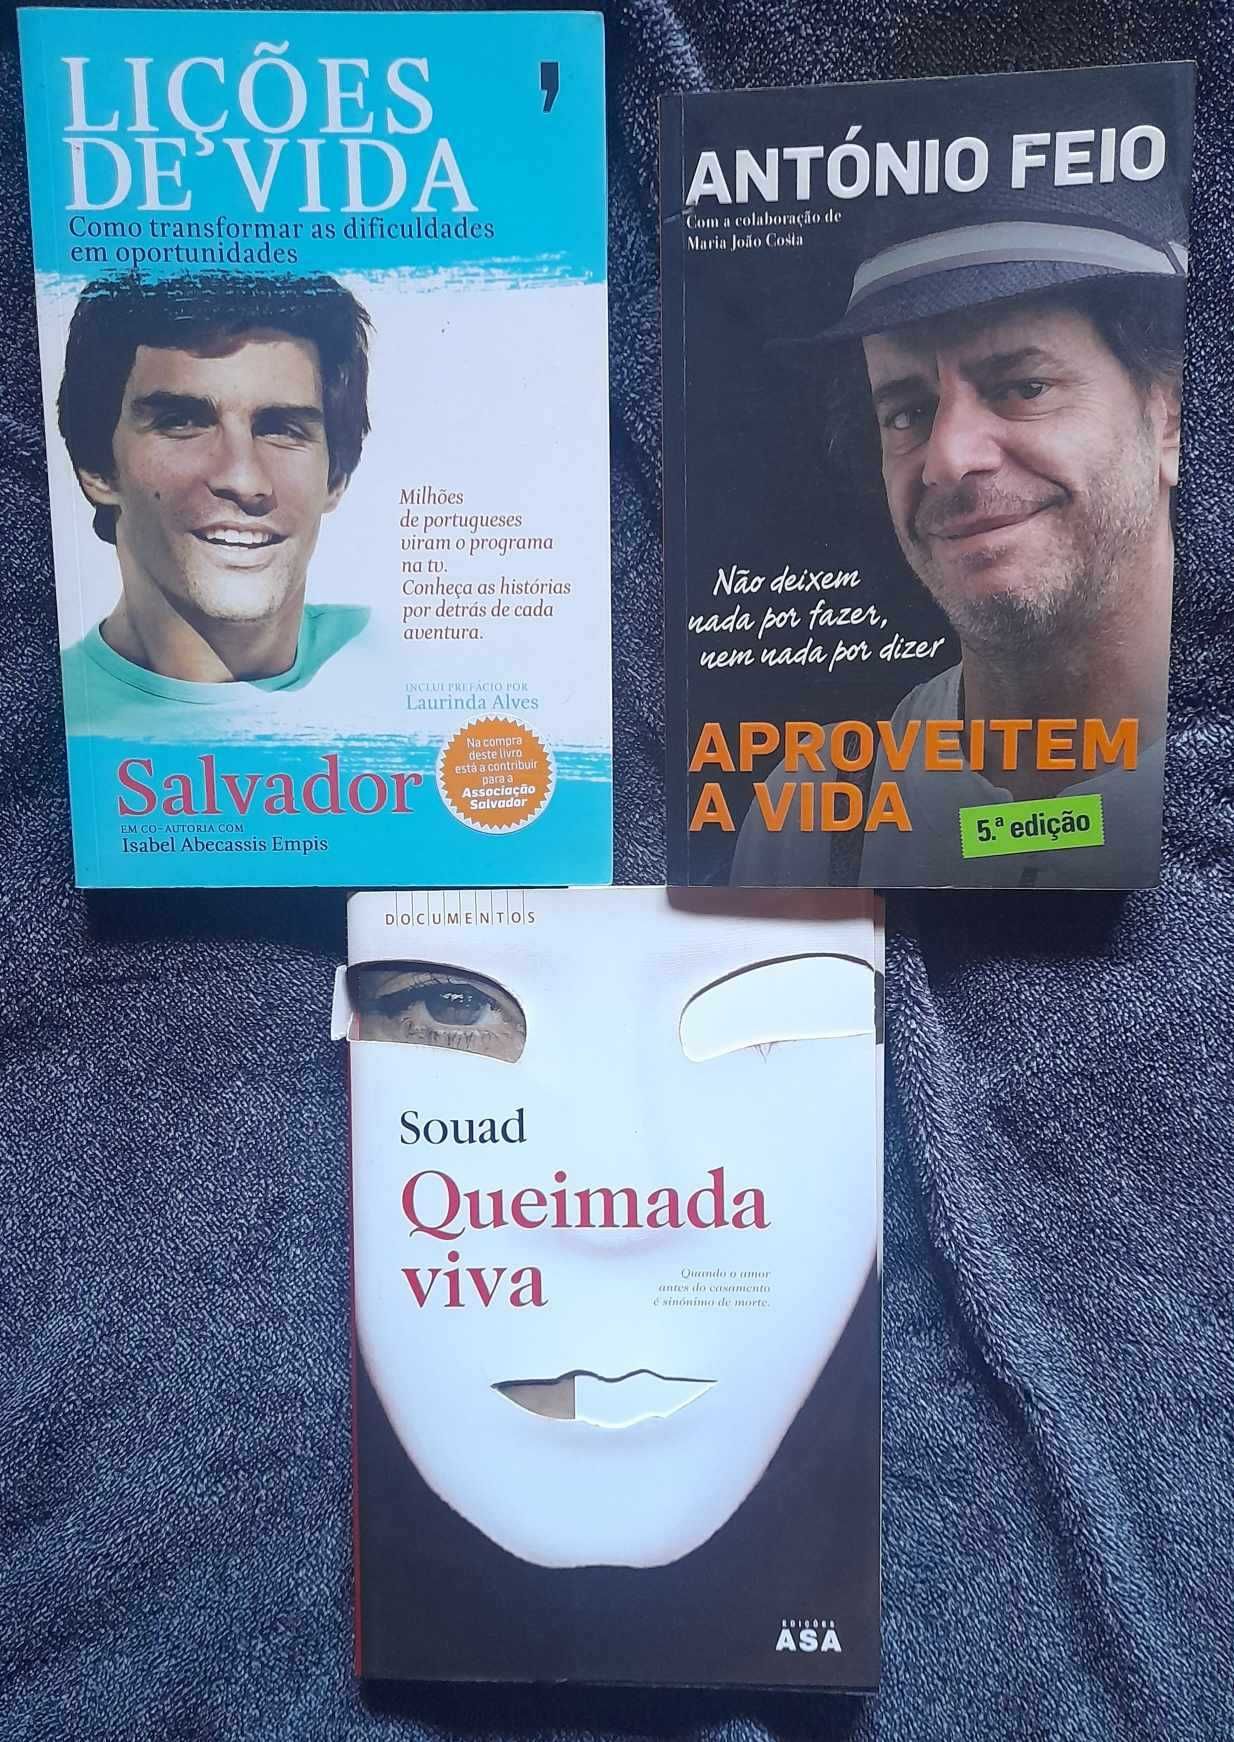 LIÇÕES
DE VIDA
Como transformar as dificuldades
em oportunidades
Milhões
de portugueses
viram o programa
na tv.
Conheça as histórias
por detrás de cada
aventura.
INCLUI PREFÁCIO POR
Laurinda Alves
Na compra
deste livro
está a contribuir
para a
Associação
Salvador
Salvador
EM CO-AUTORIA COM
Isabel Abecassis Empis
ANTÓNIO FEIO
Com a colaboração de
Maria João Costa
Não deixem
nada por fazer,
nem nada por dizer
APROVEITEM
A VIDA
5.ª edição
DOCUMENTOS
Souad
Queimada
viva
Quando o amor
antes do casamento
é sinónimo de morte.
EDIÇÕES
ASA